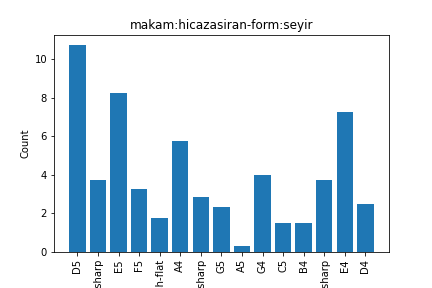 makam:hicazasiran-form:seyir
Count
10
8
6
4
2
0
D5
sharp
E5
F5
h-flat
A4
sharp
G5
A5
G4
C5
B4
sharp
E4
D4